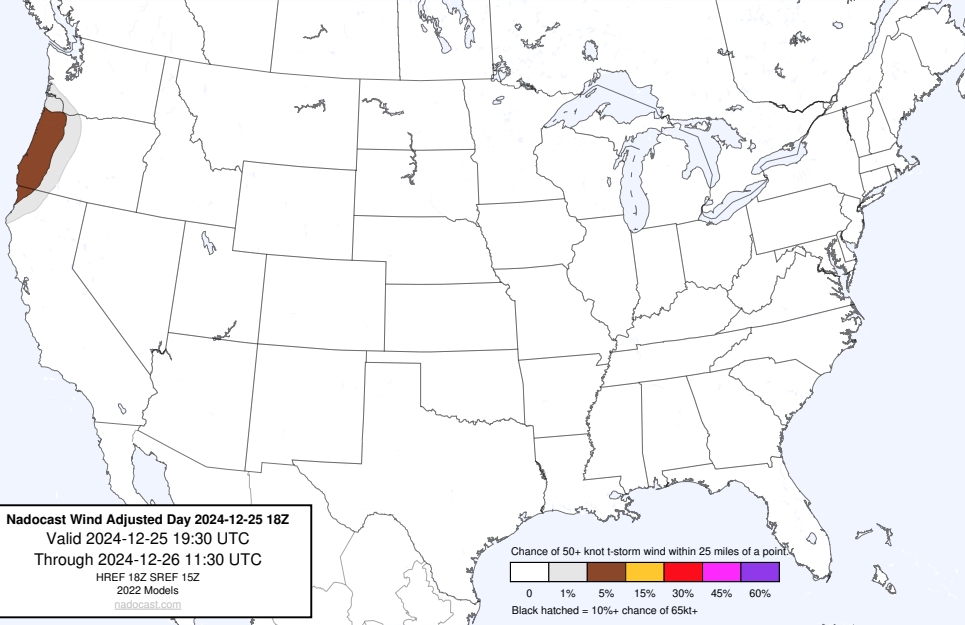 Nadocast Wind Adjusted Day 2024-12-25 18Z
Valid 2024-12-25 19:30 UTC
Through 2024-12-26 11:30 UTC
HREF 18Z SREF 15Z
2022 Models
nadocast.com
Chance of 50+ knot t-storm wind within 25 miles of a point.
0 1% 5% 15% 30% 45% 60%
Black hatched = 10%+ chance of 65kt+